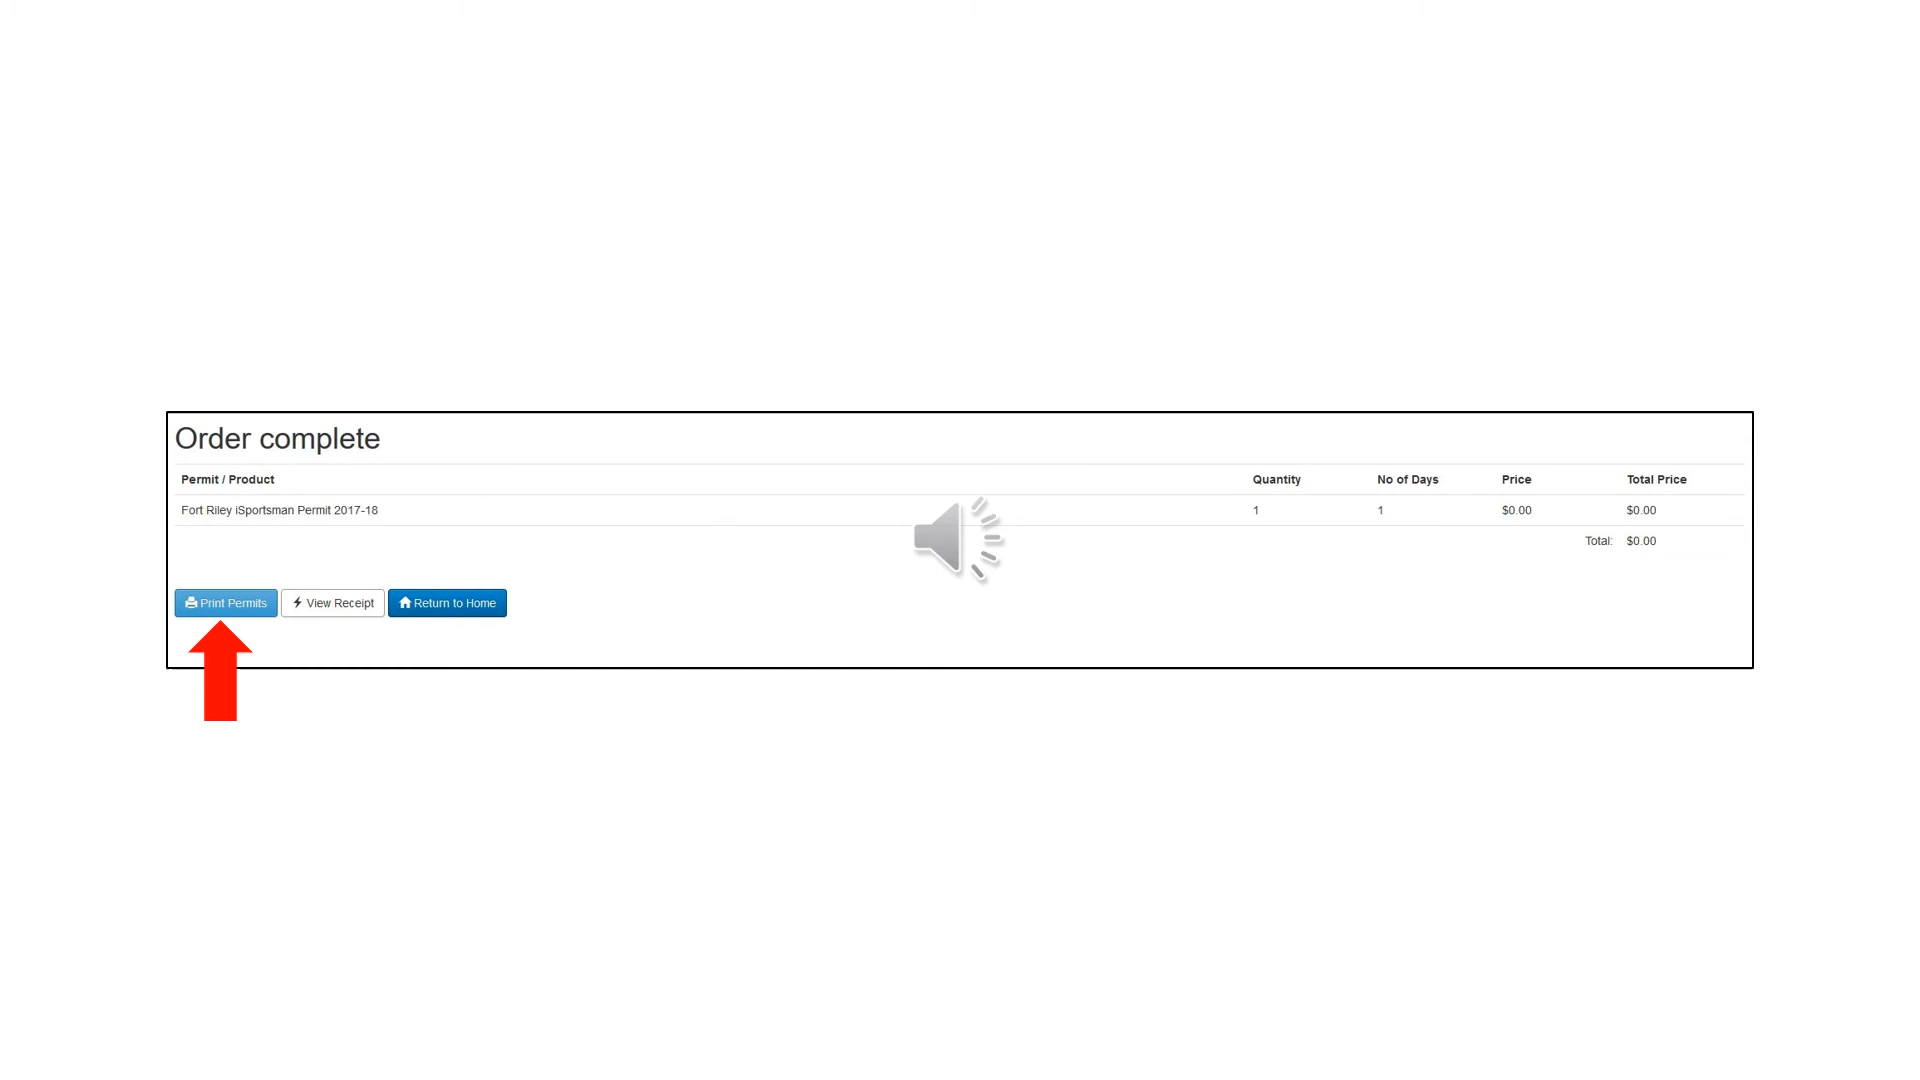 Order complete
Permit / Product Quantity No of Days Price Total Price
Fort Riley iSportsman Permit 2017-18 1 1 $0.00 $0.00
Total: $0.00
Print Permits View Receipt Return to Home